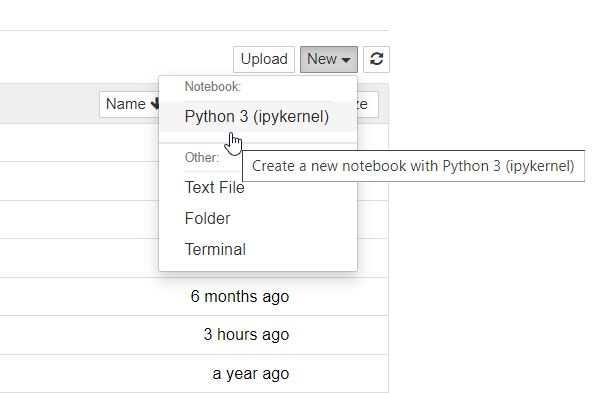 Upload New
Name ze
Notebook:
Python 3 (ipykernel)
Create a new notebook with Python 3 (ipykernel)
Other:
Text File
Folder
Terminal
6 months ago
3 hours ago
a year ago